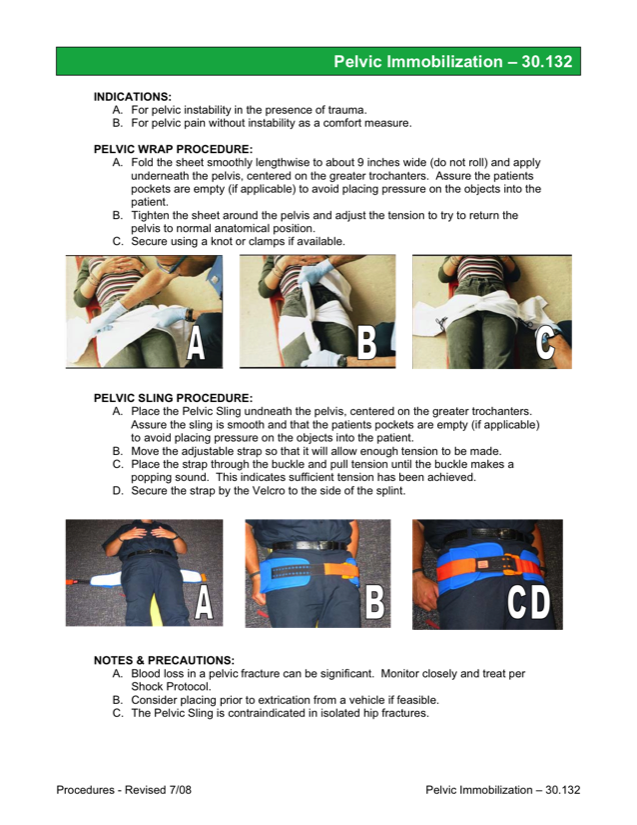 Pelvic Immobilization – 30.132
INDICATIONS:
A. For pelvic instability in the presence of trauma.
B. For pelvic pain without instability as a comfort measure.
PELVIC WRAP PROCEDURE:
A. Fold the sheet smoothly lengthwise to about 9 inches wide (do not roll) and apply
underneath the pelvis, centered on the greater trochanters. Assure the patients
pockets are empty (if applicable) to avoid placing pressure on the objects into the
patient.
B. Tighten the sheet around the pelvis and adjust the tension to try to return the
pelvis to normal anatomical position.
C. Secure using a knot or clamps if available.
A
B
C
PELVIC SLING PROCEDURE:
A. Place the Pelvic Sling undneath the pelvis, centered on the greater trochanters.
Assure the sling is smooth and that the patients pockets are empty (if applicable)
to avoid placing pressure on the objects into the patient.
B. Move the adjustable strap so that it will allow enough tension to be made.
C. Place the strap through the buckle and pull tension until the buckle makes a
popping sound. This indicates sufficient tension has been achieved.
D. Secure the strap by the Velcro to the side of the splint.
A
B
CD
NOTES & PRECAUTIONS:
A. Blood loss in a pelvic fracture can be significant. Monitor closely and treat per
Shock Protocol.
B. Consider placing prior to extrication from a vehicle if feasible.
C. The Pelvic Sling is contraindicated in isolated hip fractures.
Procedures - Revised 7/08
Pelvic Immobilization – 30.132